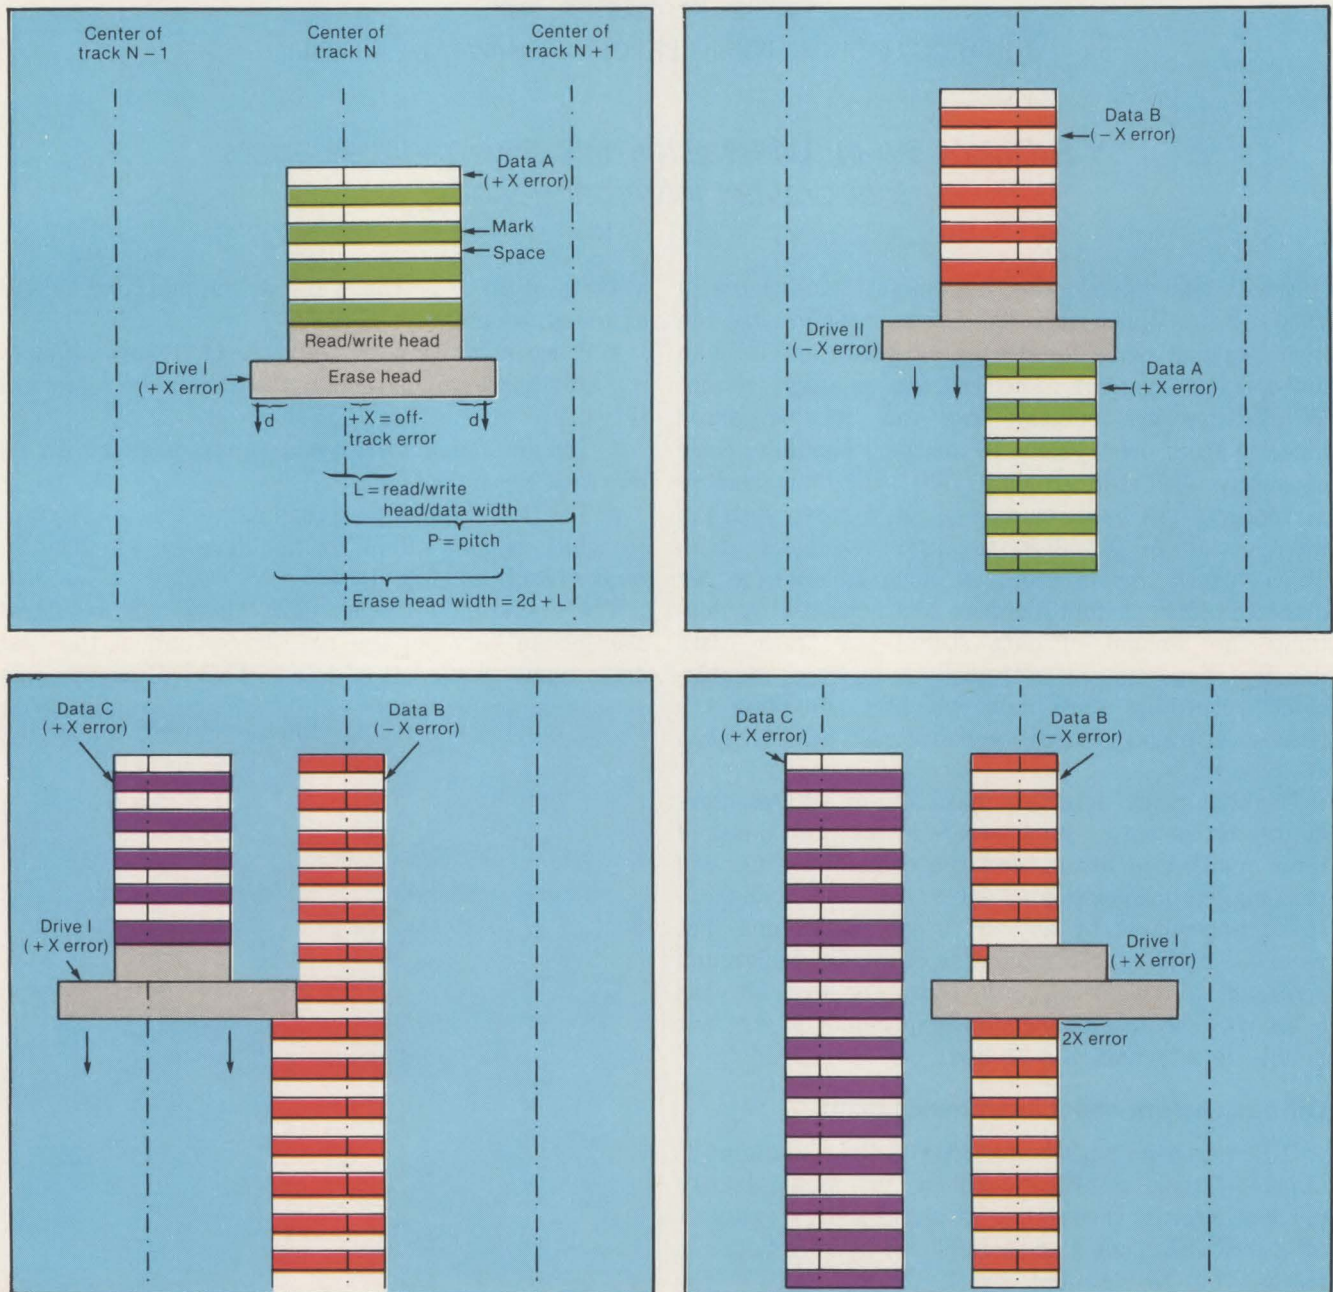 Center of
track N – 1
Center of
track N
Center of
track N + 1
Data A
(+ X error)
Mark
Space
Read/write head
Drive I
(+ X error)
Erase head
d
+ X = off-
track error
d
L = read/write
head/data width
P = pitch
Erase head width = 2d + L
Data B
(– X error)
Drive II
(– X error)
Data A
(+ X error)
Data C
(+ X error)
Data B
(– X error)
Drive I
(+ X error)
Data C
(+ X error)
Data B
(– X error)
Drive I
(+ X error)
2X error